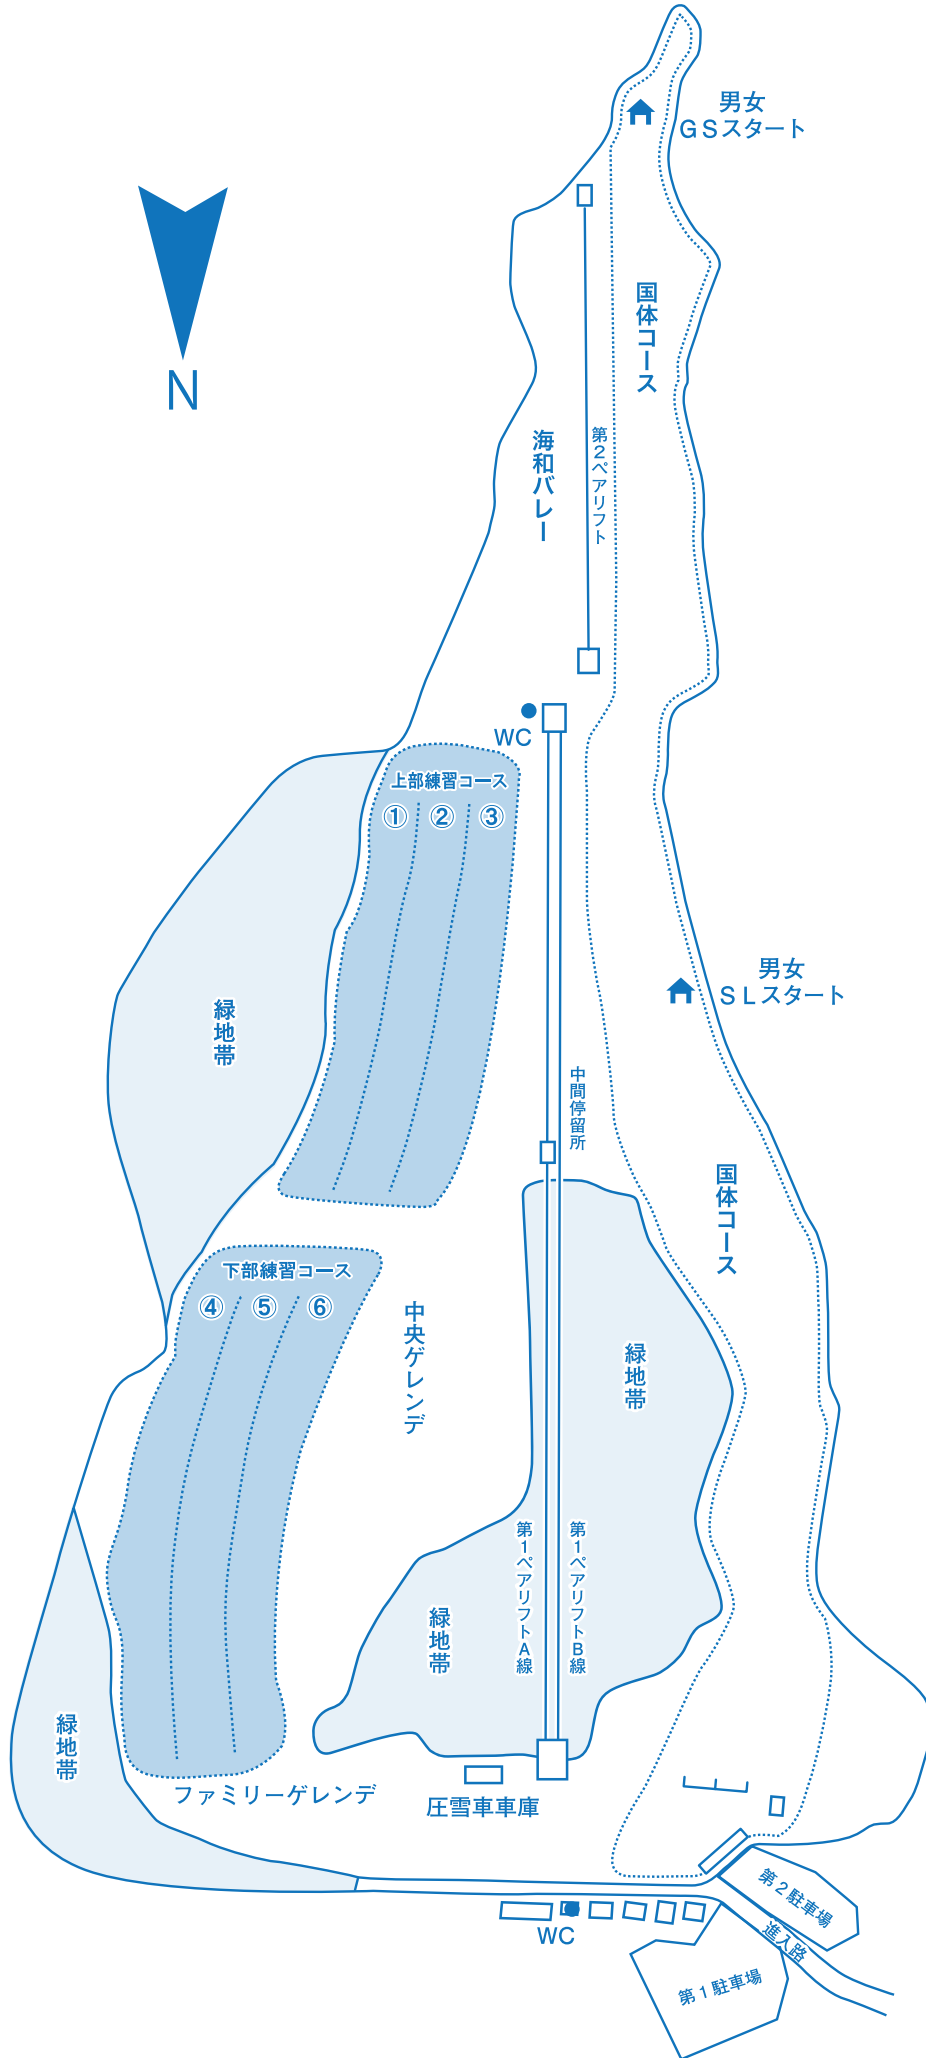 男女
GSスタート
N
国体コース
海和バレー
第2ペアリフト
WC
上部練習コース
① ② ③
男女
SLスタート
緑地帯
中間停留所
国体コース
下部練習コース
④ ⑤ ⑥
中央ゲレンデ
緑地帯
第1ペアリフトA線
第1ペアリフトB線
緑地帯
緑地帯
ファミリーゲレンデ
圧雪車車庫
第2駐車場
WC
進入路
第1駐車場